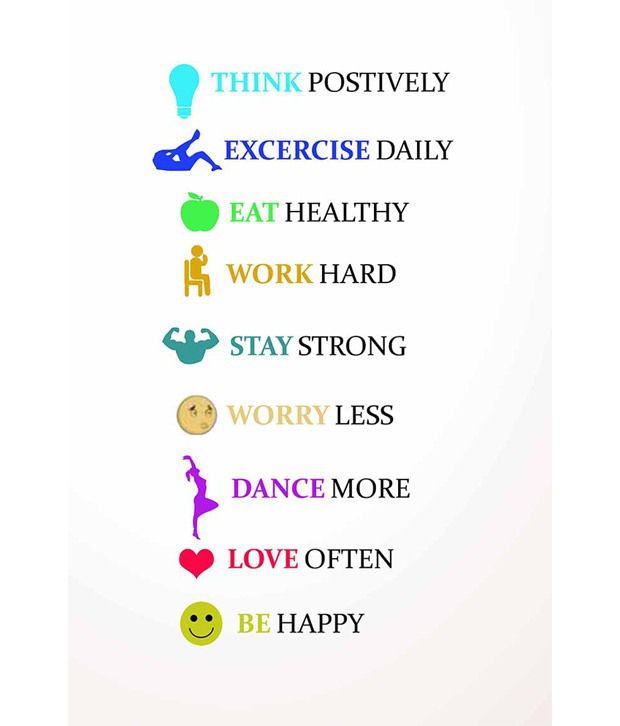 THINK POSTIVELY
EXCERCISE DAILY
EAT HEALTHY
WORK HARD
STAY STRONG
WORRY LESS
DANCE MORE
LOVE OFTEN
BE HAPPY